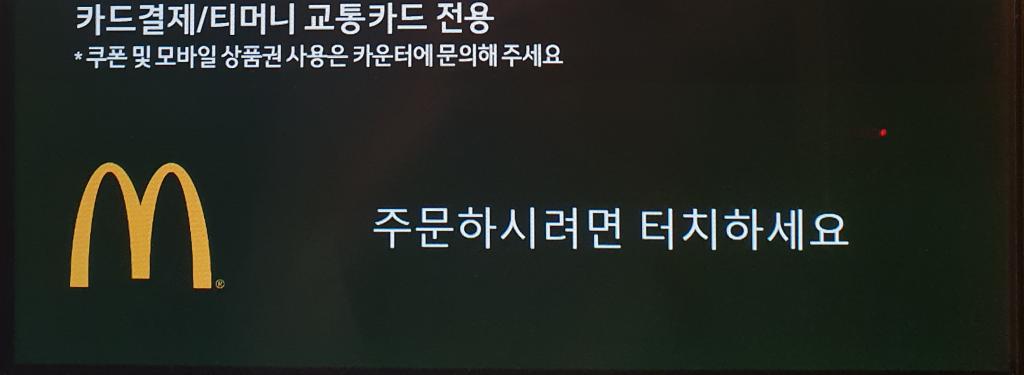 카드결제/티머니 교통카드 전용
* 쿠폰 및 모바일 상품권 사용은 카운터에 문의해 주세요
주문하시려면 터치하세요
®